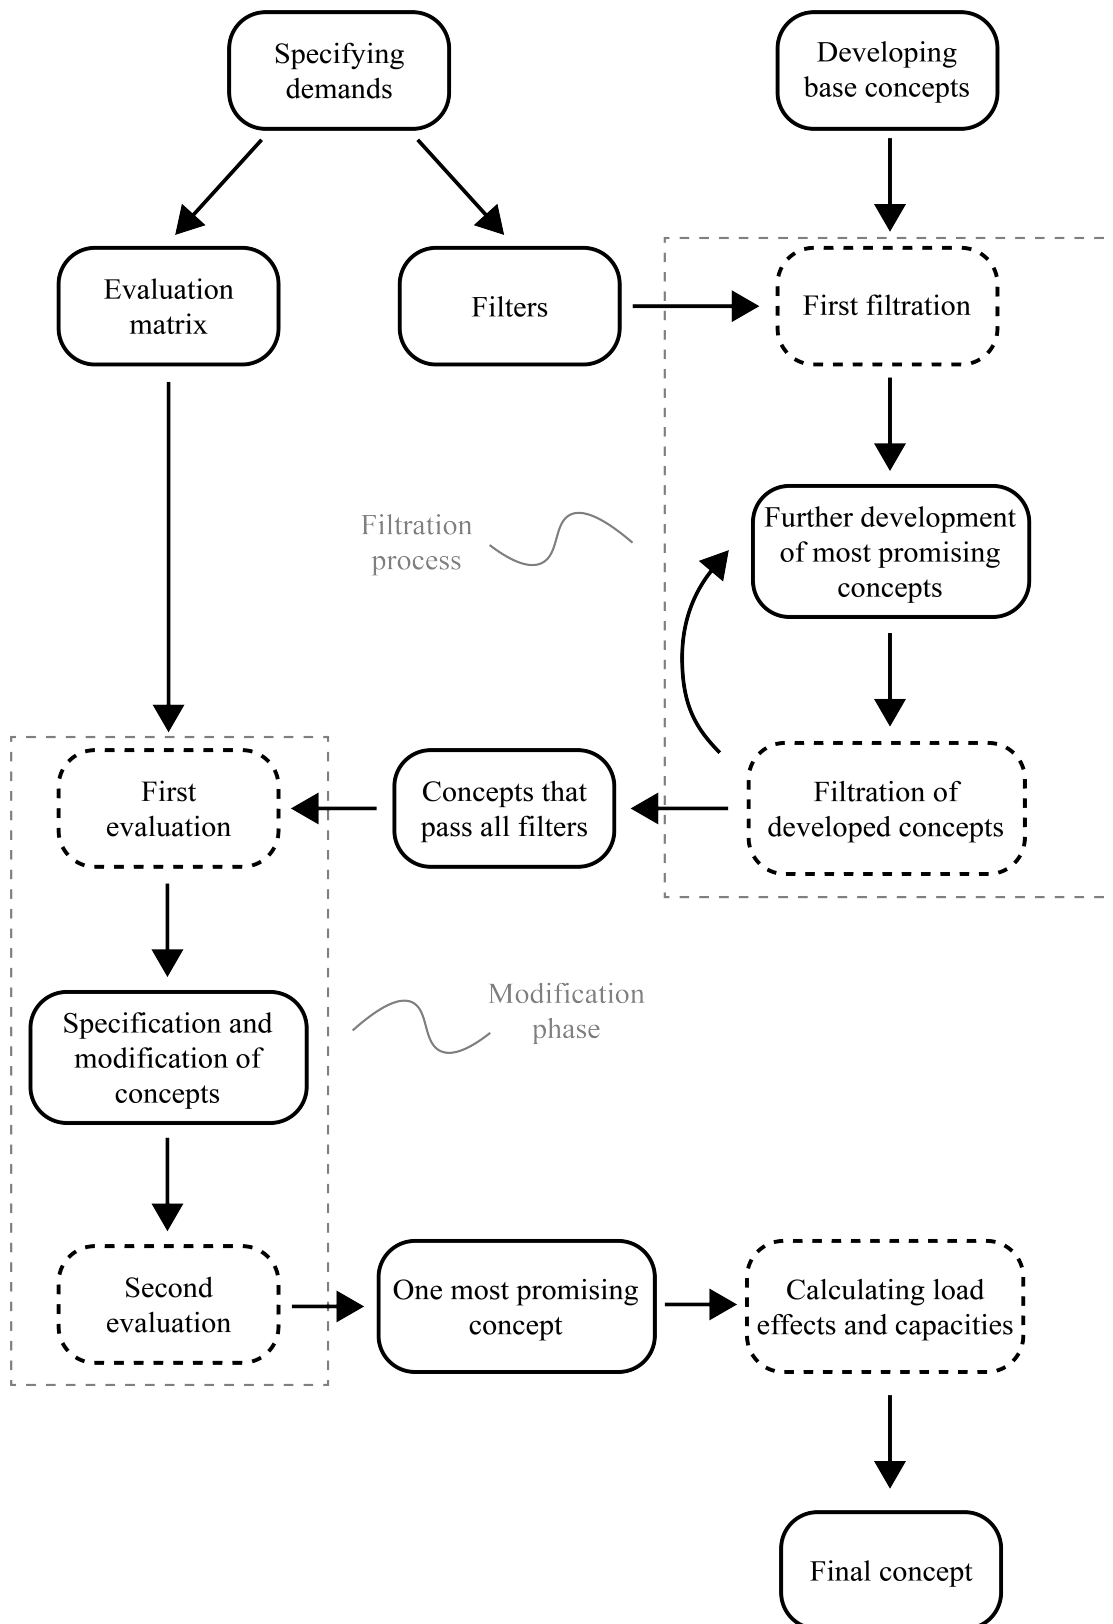 Specifying
demands
Developing
base concepts
Evaluation
matrix
Filters
First filtration
Filtration
process
Further development
of most promising
concepts
First
evaluation
Concepts that
pass all filters
Filtration of
developed concepts
Specification and
modification of
concepts
Modification
phase
Second
evaluation
One most promising
concept
Calculating load
effects and capacities
Final concept